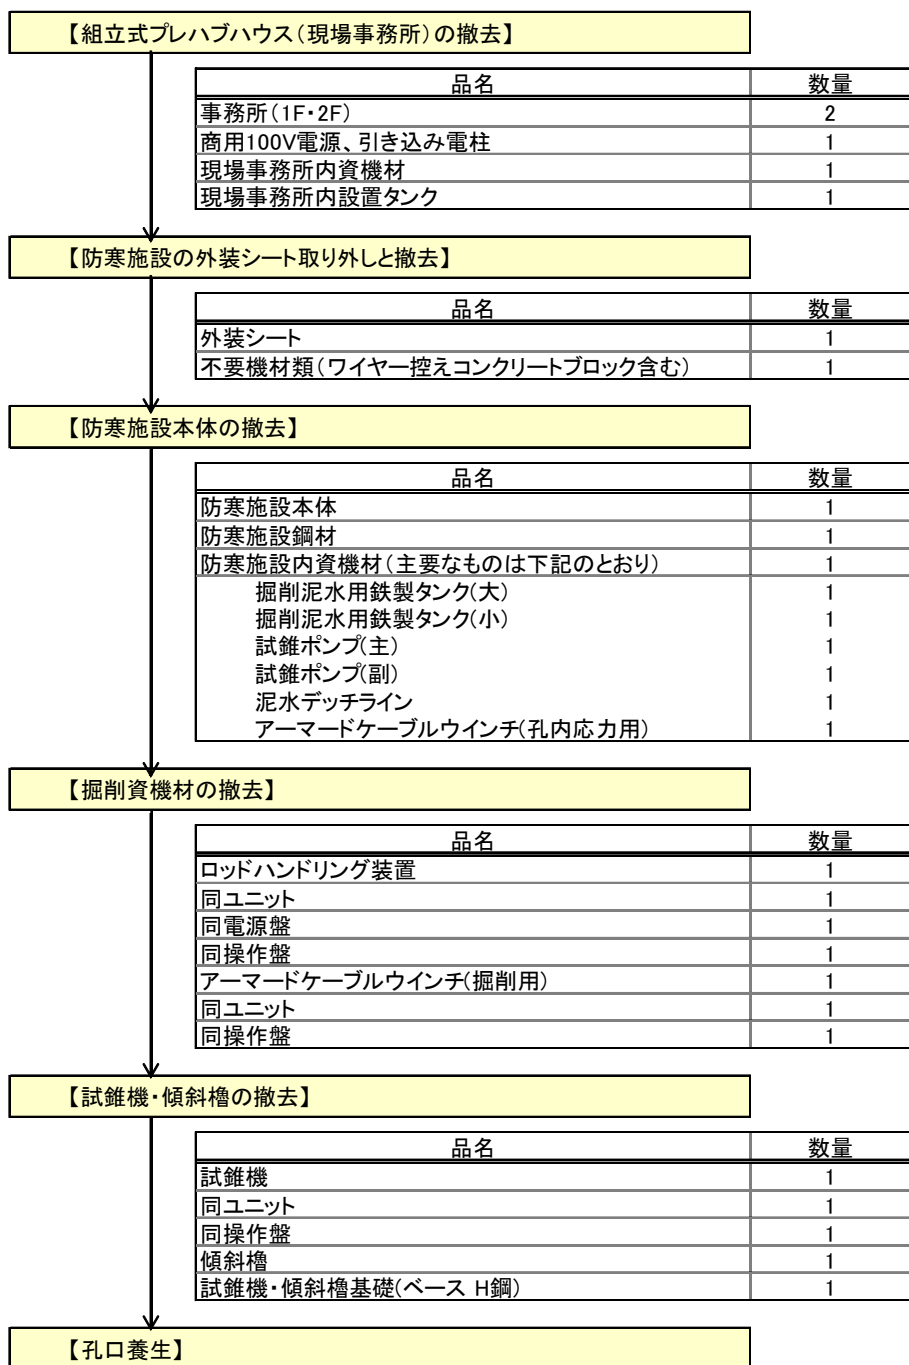 【組立式プレハブハウス(現場事務所)の撤去】
品名 数量
事務所(1F・2F) 2
商用100V電源、引き込み電柱 1
現場事務所内資機材 1
現場事務所内設置タンク 1
【防寒施設の外装シート取り外しと撤去】
品名 数量
外装シート 1
不要機材類(ワイヤー控えコンクリートブロック含む) 1
【防寒施設本体の撤去】
品名 数量
防寒施設本体 1
防寒施設鋼材 1
防寒施設内資機材(主要なものは下記のとおり) 1
掘削泥水用鉄製タンク(大) 1
掘削泥水用鉄製タンク(小) 1
試錐ポンプ(主) 1
試錐ポンプ(副) 1
泥水デッチライン 1
アーマードケーブルウインチ(孔内応力用) 1
【掘削資機材の撤去】
品名 数量
ロッドハンドリング装置 1
同ユニット 1
同電源盤 1
同操作盤 1
アーマードケーブルウインチ(掘削用) 1
同ユニット 1
同操作盤 1
【試錐機・傾斜櫓の撤去】
品名 数量
試錐機 1
同ユニット 1
同操作盤 1
傾斜櫓 1
試錐機・傾斜櫓基礎(ベース H鋼) 1
【孔口養生】